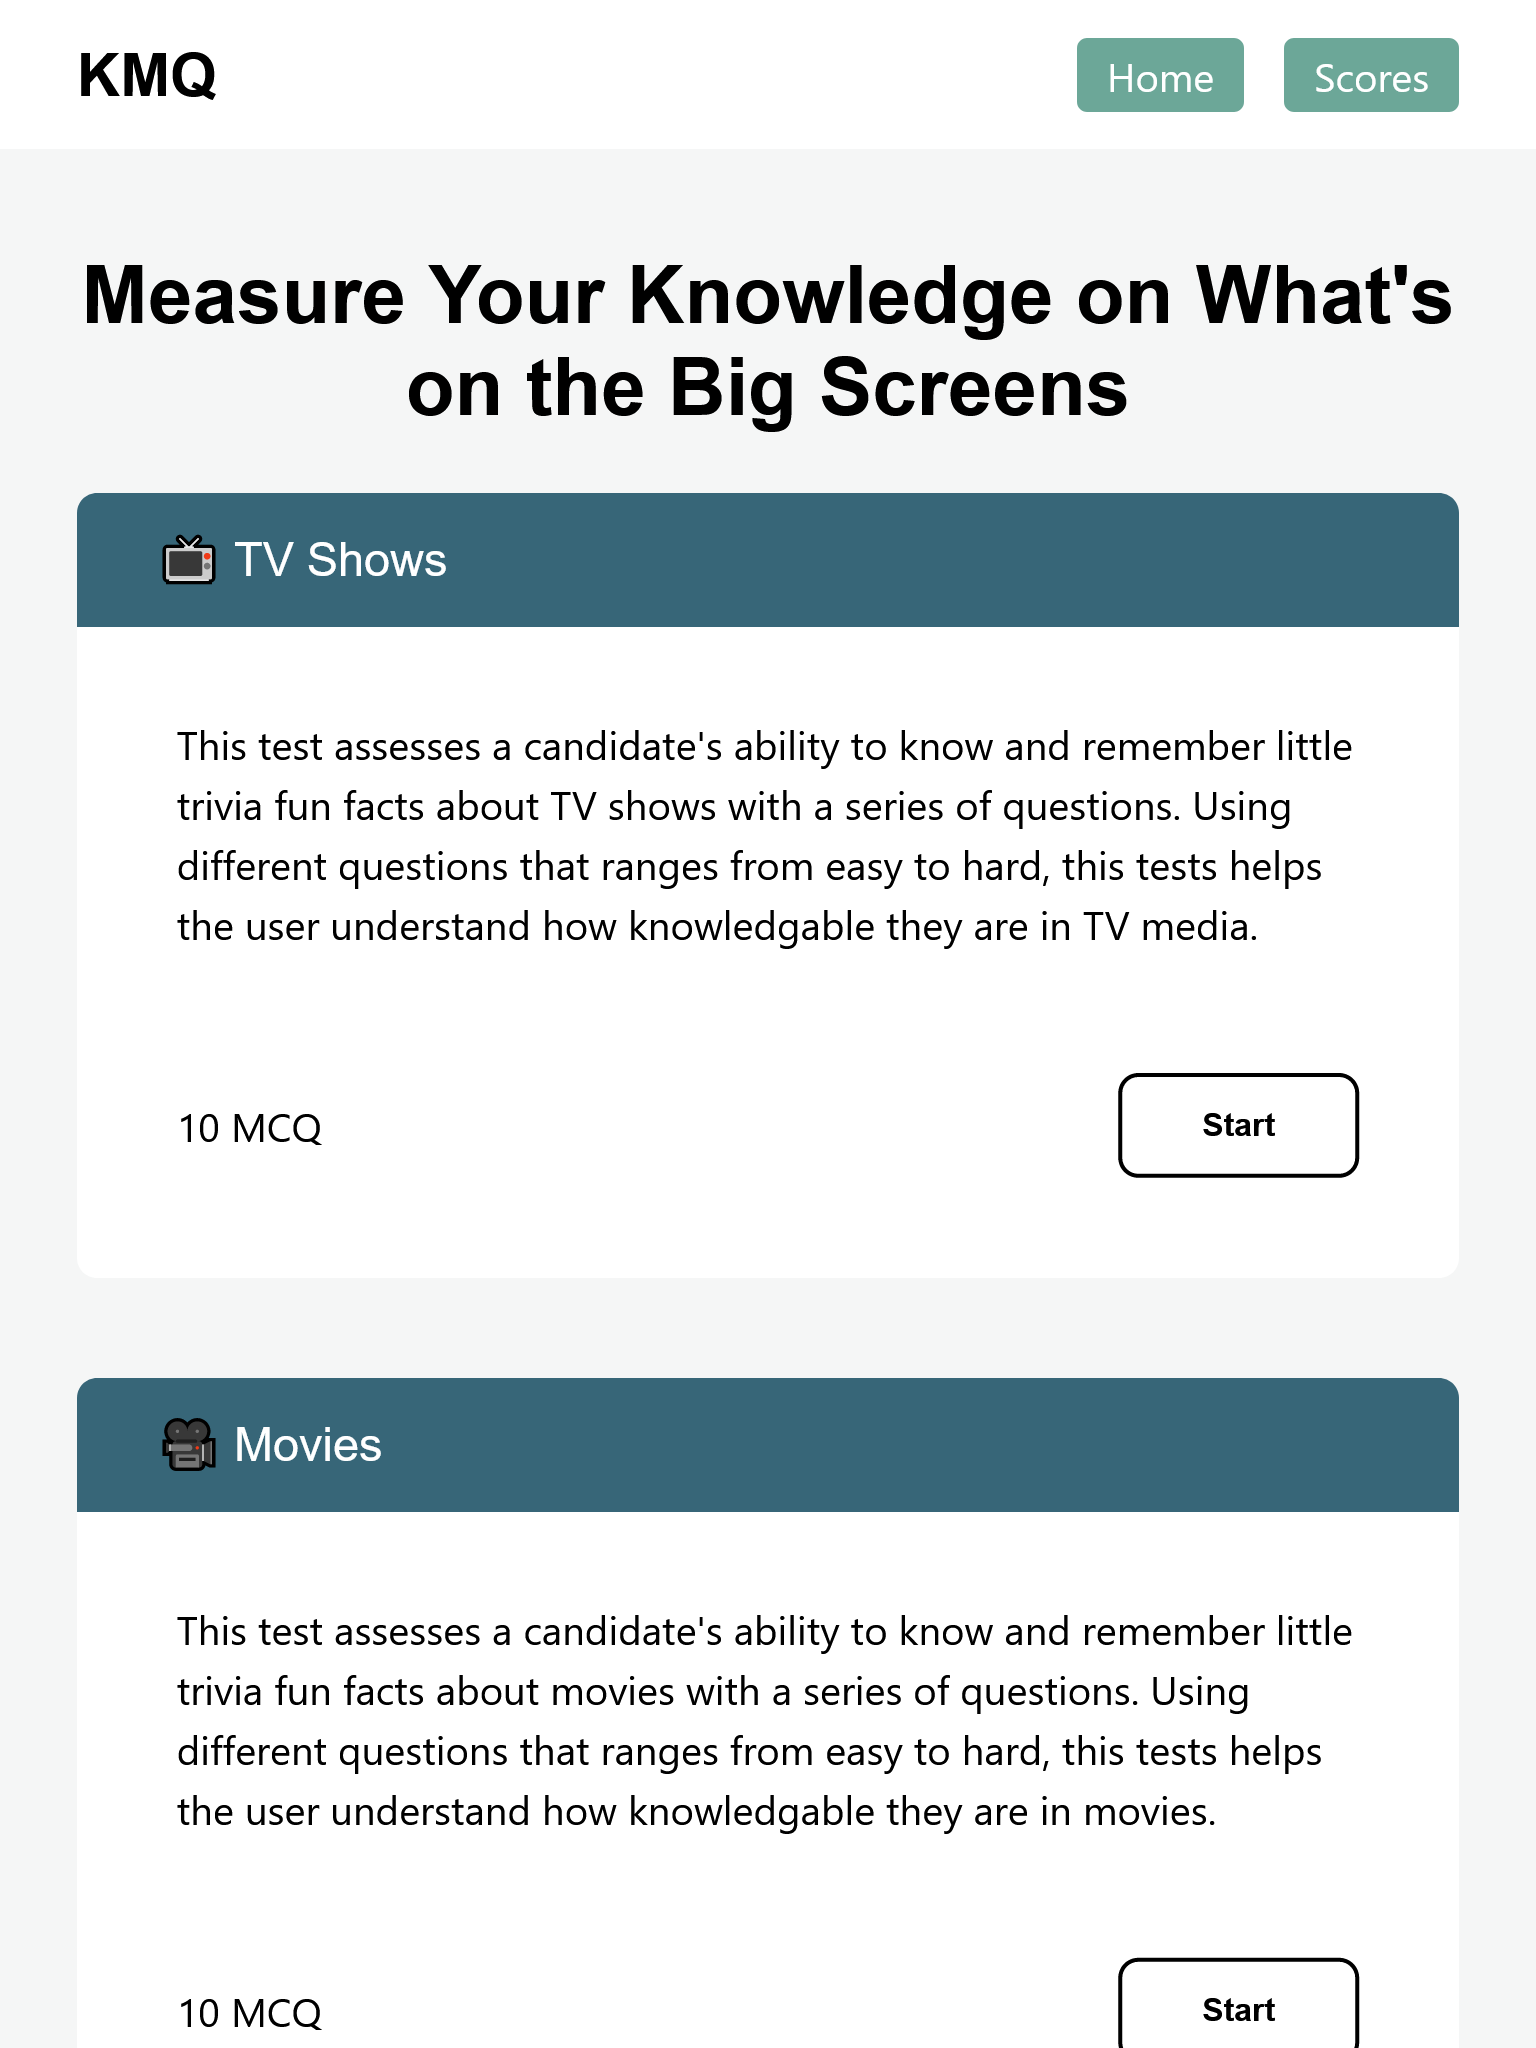 KMQ
Home
Scores
Measure Your Knowledge on What's
on the Big Screens
TV Shows
This test assesses a candidate's ability to know and remember little
trivia fun facts about TV shows with a series of questions. Using
different questions that ranges from easy to hard, this tests helps
the user understand how knowledgable they are in TV media.
10 MCQ
Start
Movies
This test assesses a candidate's ability to know and remember little
trivia fun facts about movies with a series of questions. Using
different questions that ranges from easy to hard, this tests helps
the user understand how knowledgable they are in movies.
10 MCQ
Start